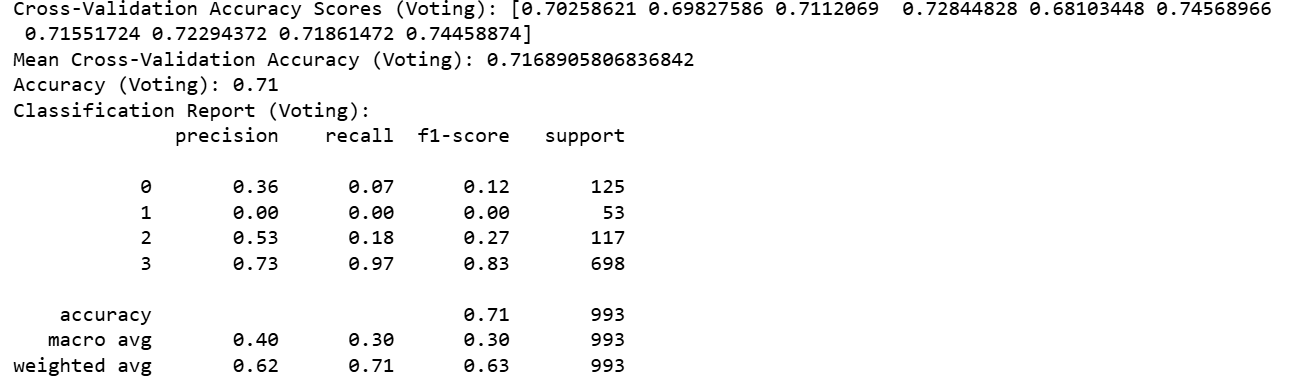 Cross-Validation Accuracy Scores (Voting): [0.70258621 0.69827586 0.7112069  0.72844828 0.68103448 0.74568966
 0.71551724 0.72294372 0.71861472 0.74458874]
Mean Cross-Validation Accuracy (Voting): 0.7168905806836842
Accuracy (Voting): 0.71
Classification Report (Voting):
              precision    recall  f1-score   support
           0       0.36      0.07      0.12       125
           1       0.00      0.00      0.00        53
           2       0.53      0.18      0.27       117
           3       0.73      0.97      0.83       698
    accuracy                           0.71       993
   macro avg       0.40      0.30      0.30       993
weighted avg       0.62      0.71      0.63       993